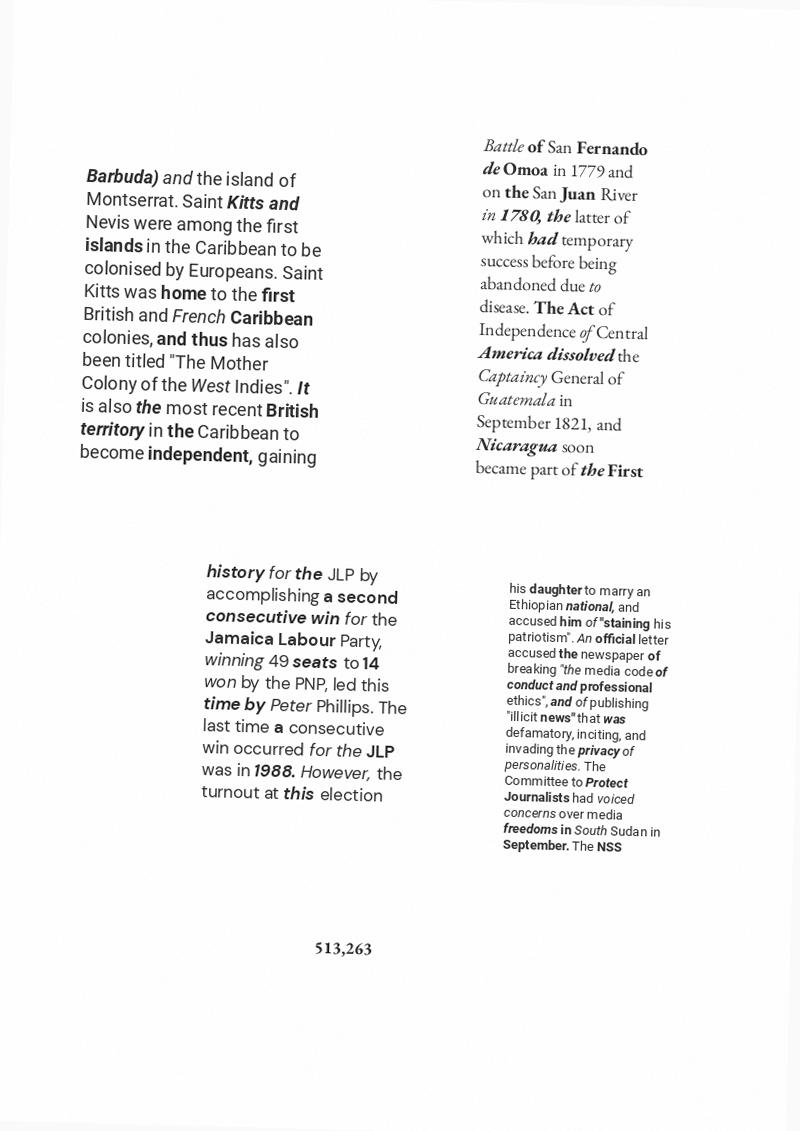 Barbuda) and the island of
Montserrat. Saint Kitts and
Nevis were among the first
islands in the Caribbean to be
colonised by Europeans. Saint
Kitts was home to the first
British and French Caribbean
colonies, and thus has also
been titled "The Mother
Colony of the West Indies". It
is also the most recent British
territory in the Caribbean to
become independent, gaining
Battle of San Fernando
de Omoa in 1779 and
on the San Juan River
in 1780, the latter of
which had temporary
success before being
abandoned due to
disease. The Act of
Independence of Central
America dissolved the
Captaincy General of
Guatemala in
September 1821, and
Nicaragua soon
became part of the First
history for the JLP by
accomplishing a second
consecutive win for the
Jamaica Labour Party,
winning 49 seats to 14
won by the PNP, led this
time by Peter Phillips. The
last time a consecutive
win occurred for the JLP
was in 1988. However, the
turnout at this election
his daughter to marry an
Ethiopian national, and
accused him of "staining his
patriotism". An official letter
accused the newspaper of
breaking "the media code of
conduct and professional
ethics", and of publishing
"illicit news" that was
defamatory, inciting, and
invading the privacy of
personalities. The
Committee to Protect
Journalists had voiced
concerns over media
freedoms in South Sudan in
September. The NSS
513,263